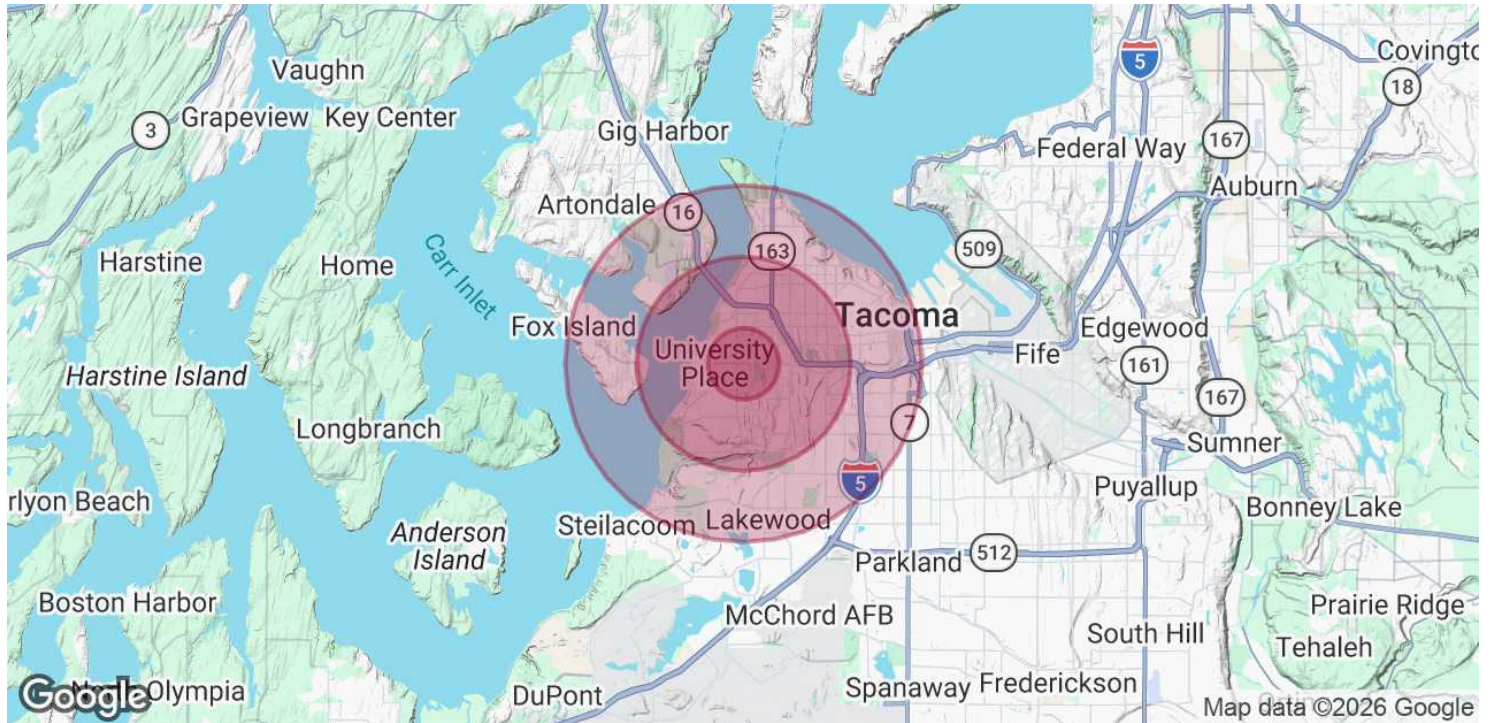 Covingto
5
Vaughn
18
Grapeview
Key Center
3
Gig Harbor
167
Federal Way
Auburn
Artondale
16
163
509
Harstine
Home
Carr Inlet
Fox Island
Tacoma
Edgewood
Fife
University
Place
161
Harstine Island
167
7
Longbranch
Sumner
5
Puyallup
rlyon Beach
Bonney Lake
Steilacoom
Lakewood
Anderson
Island
Parkland
512
Boston Harbor
McChord AFB
Prairie Ridge
South Hill
Tehaleh
Google
Olympia
DuPont
Spanaway
Frederickson
Map data ©2026 Google